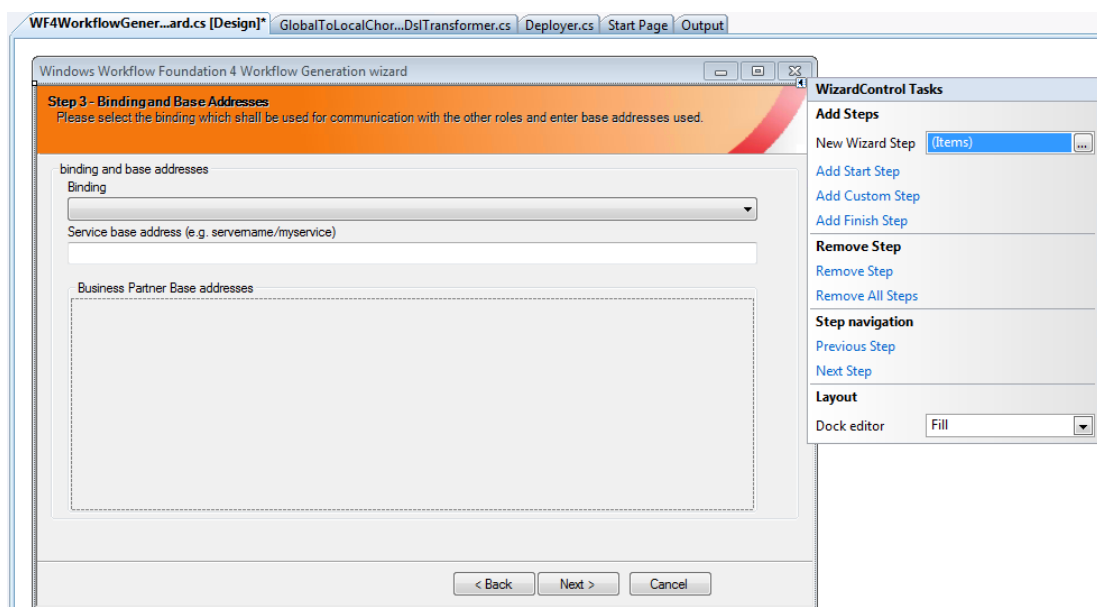 WF4WorkflowGener...ard.cs [Design]* GlobalToLocalChor...DslTransformer.cs Deployer.cs Start Page Output
Windows Workflow Foundation 4 Workflow Generation wizard
Step 3 - Binding and Base Addresses
Please select the binding which shall be used for communication with the other roles and enter base addresses used.
binding and base addresses
Binding
Service base address (e.g. servername/myservice)
Business Partner Base addresses
< Back Next > Cancel
WizardControl Tasks
Add Steps
New Wizard Step (Items) ...
Add Start Step
Add Custom Step
Add Finish Step
Remove Step
Remove Step
Remove All Steps
Step navigation
Previous Step
Next Step
Layout
Dock editor Fill